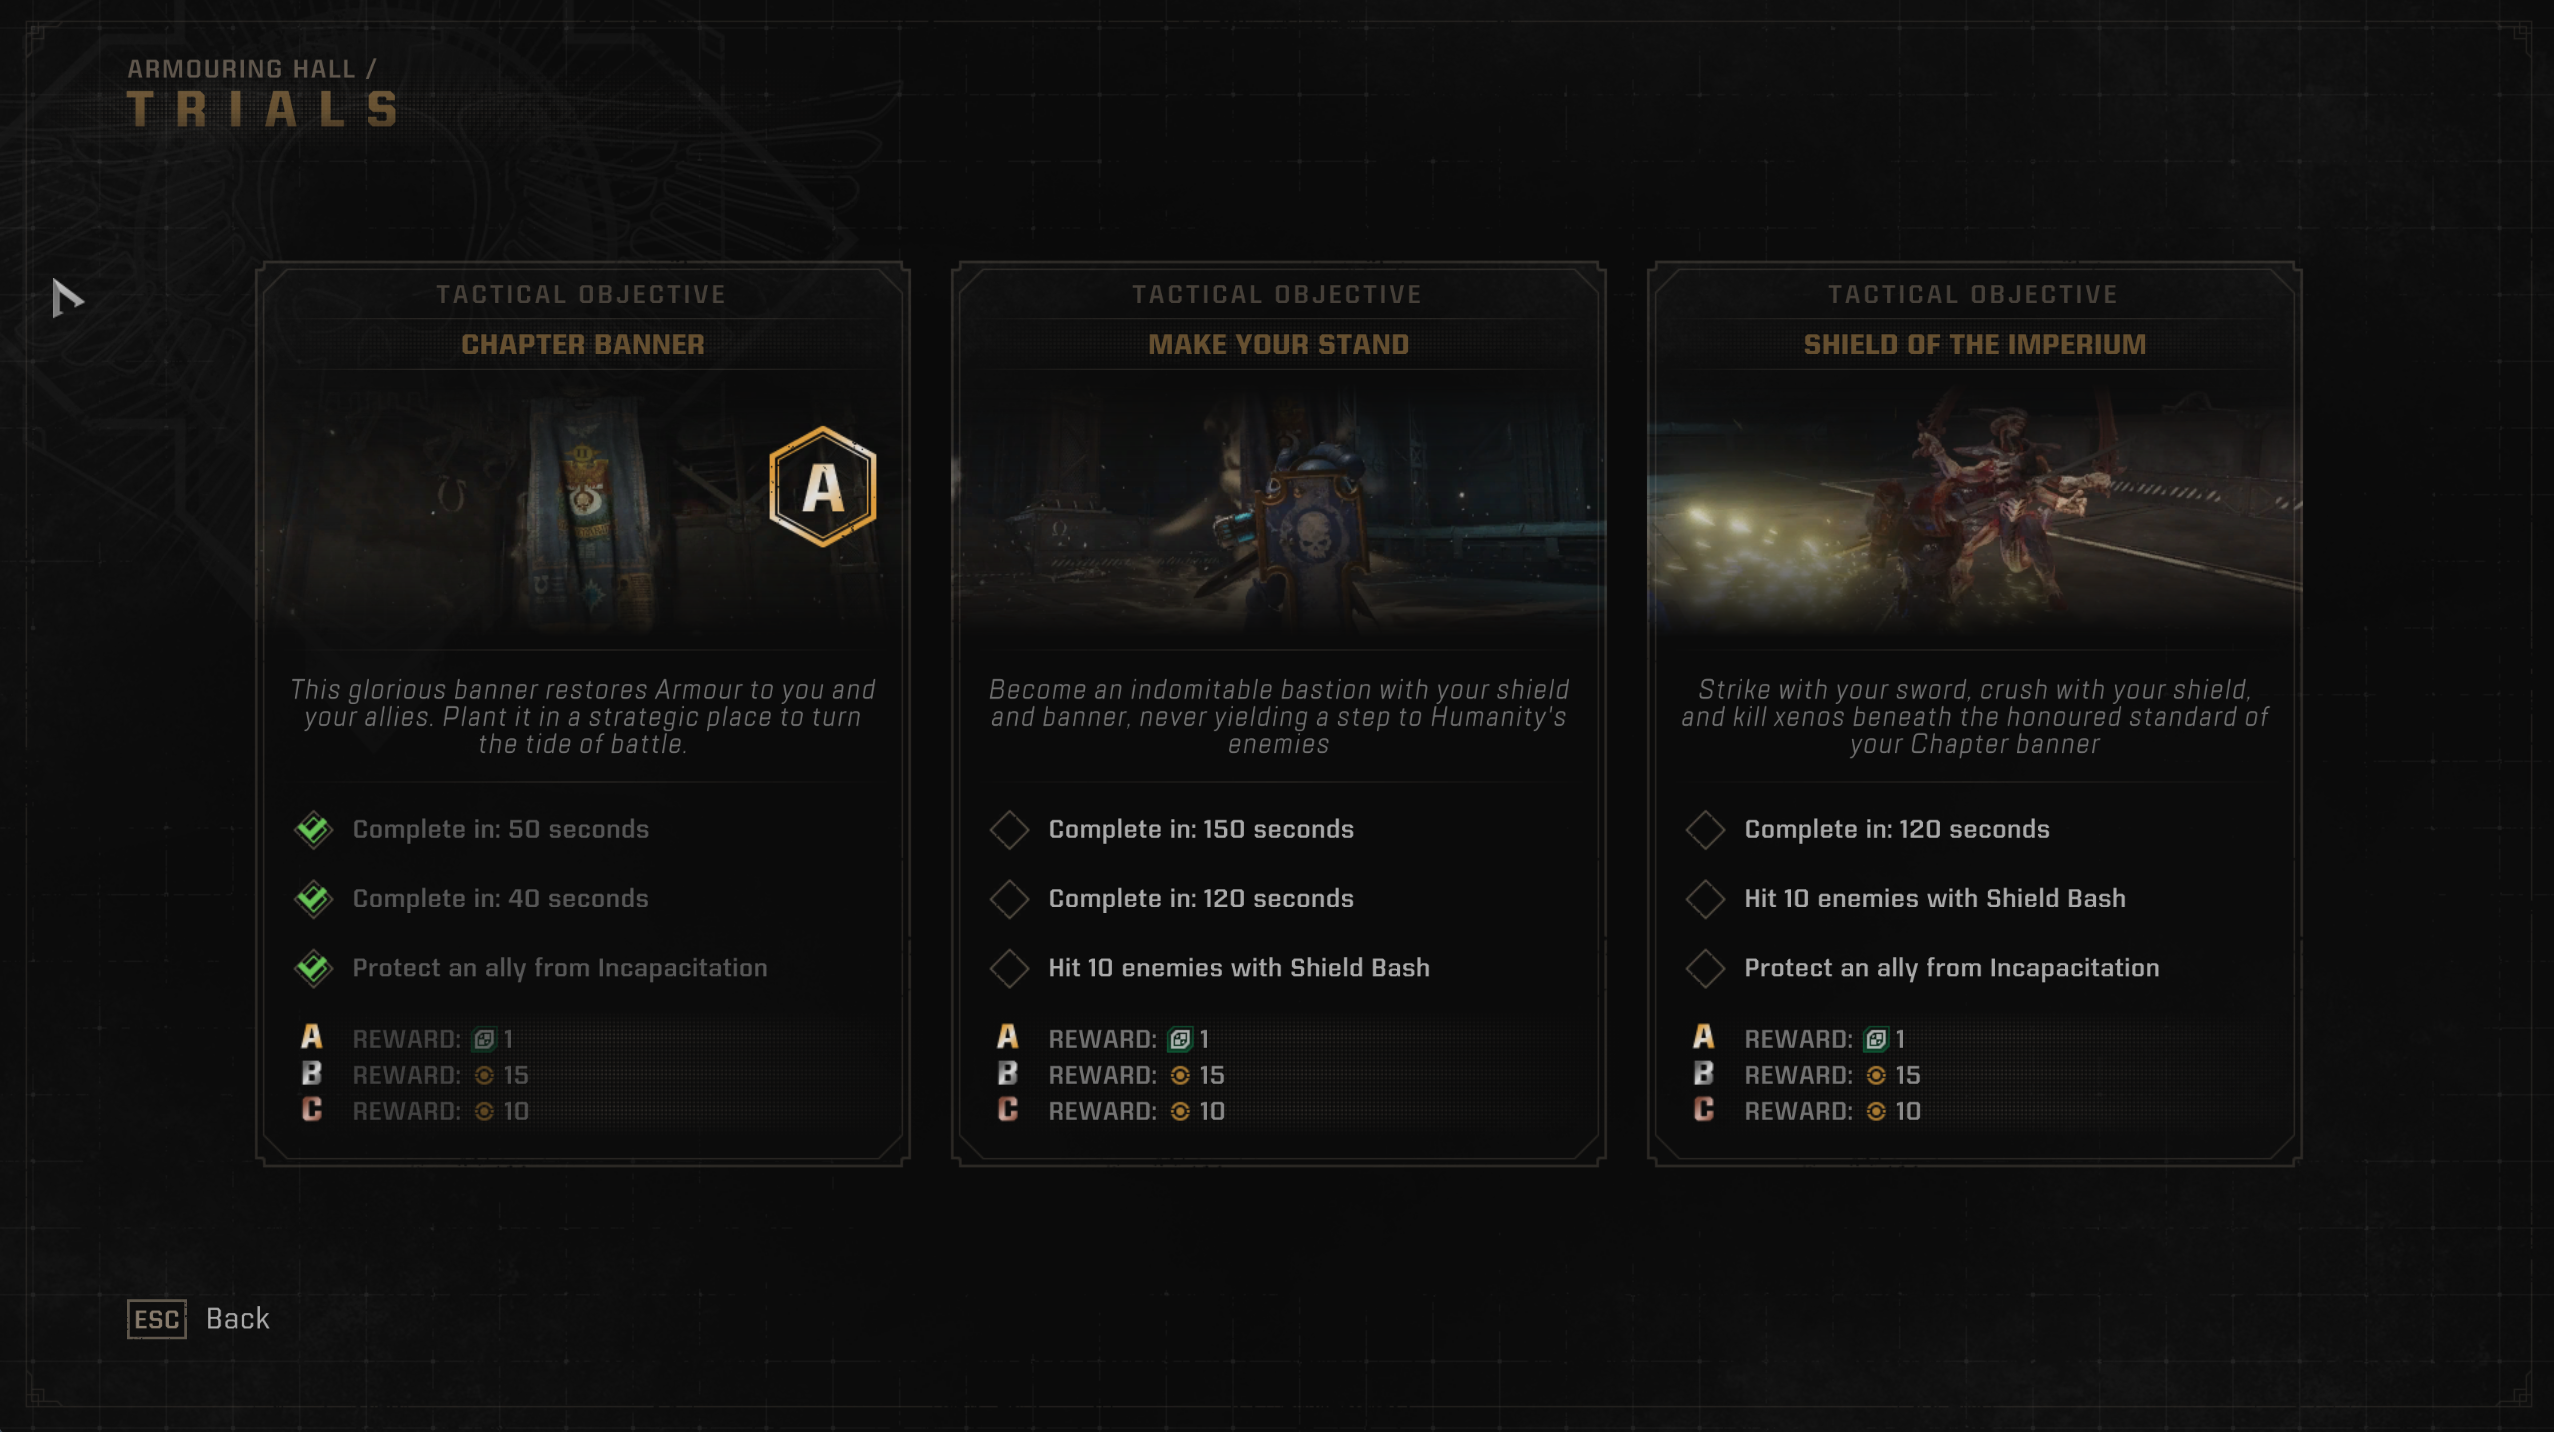 ARMOURING HALL /
TRIALS
TACTICAL OBJECTIVE
CHAPTER BANNER
A
This glorious banner restores Armour to you and
your allies. Plant it in a strategic place to turn
the tide of battle.
Complete in: 50 seconds
Complete in: 40 seconds
Protect an ally from Incapacitation
A REWARD: 1
B REWARD: 15
C REWARD: 10
TACTICAL OBJECTIVE
MAKE YOUR STAND
Become an indomitable bastion with your shield
and banner, never yielding a step to Humanity's
enemies
Complete in: 150 seconds
Complete in: 120 seconds
Hit 10 enemies with Shield Bash
A REWARD: 1
B REWARD: 15
C REWARD: 10
TACTICAL OBJECTIVE
SHIELD OF THE IMPERIUM
Strike with your sword, crush with your shield,
and kill xenos beneath the honoured standard of
your Chapter banner
Complete in: 120 seconds
Hit 10 enemies with Shield Bash
Protect an ally from Incapacitation
A REWARD: 1
B REWARD: 15
C REWARD: 10
ESC Back